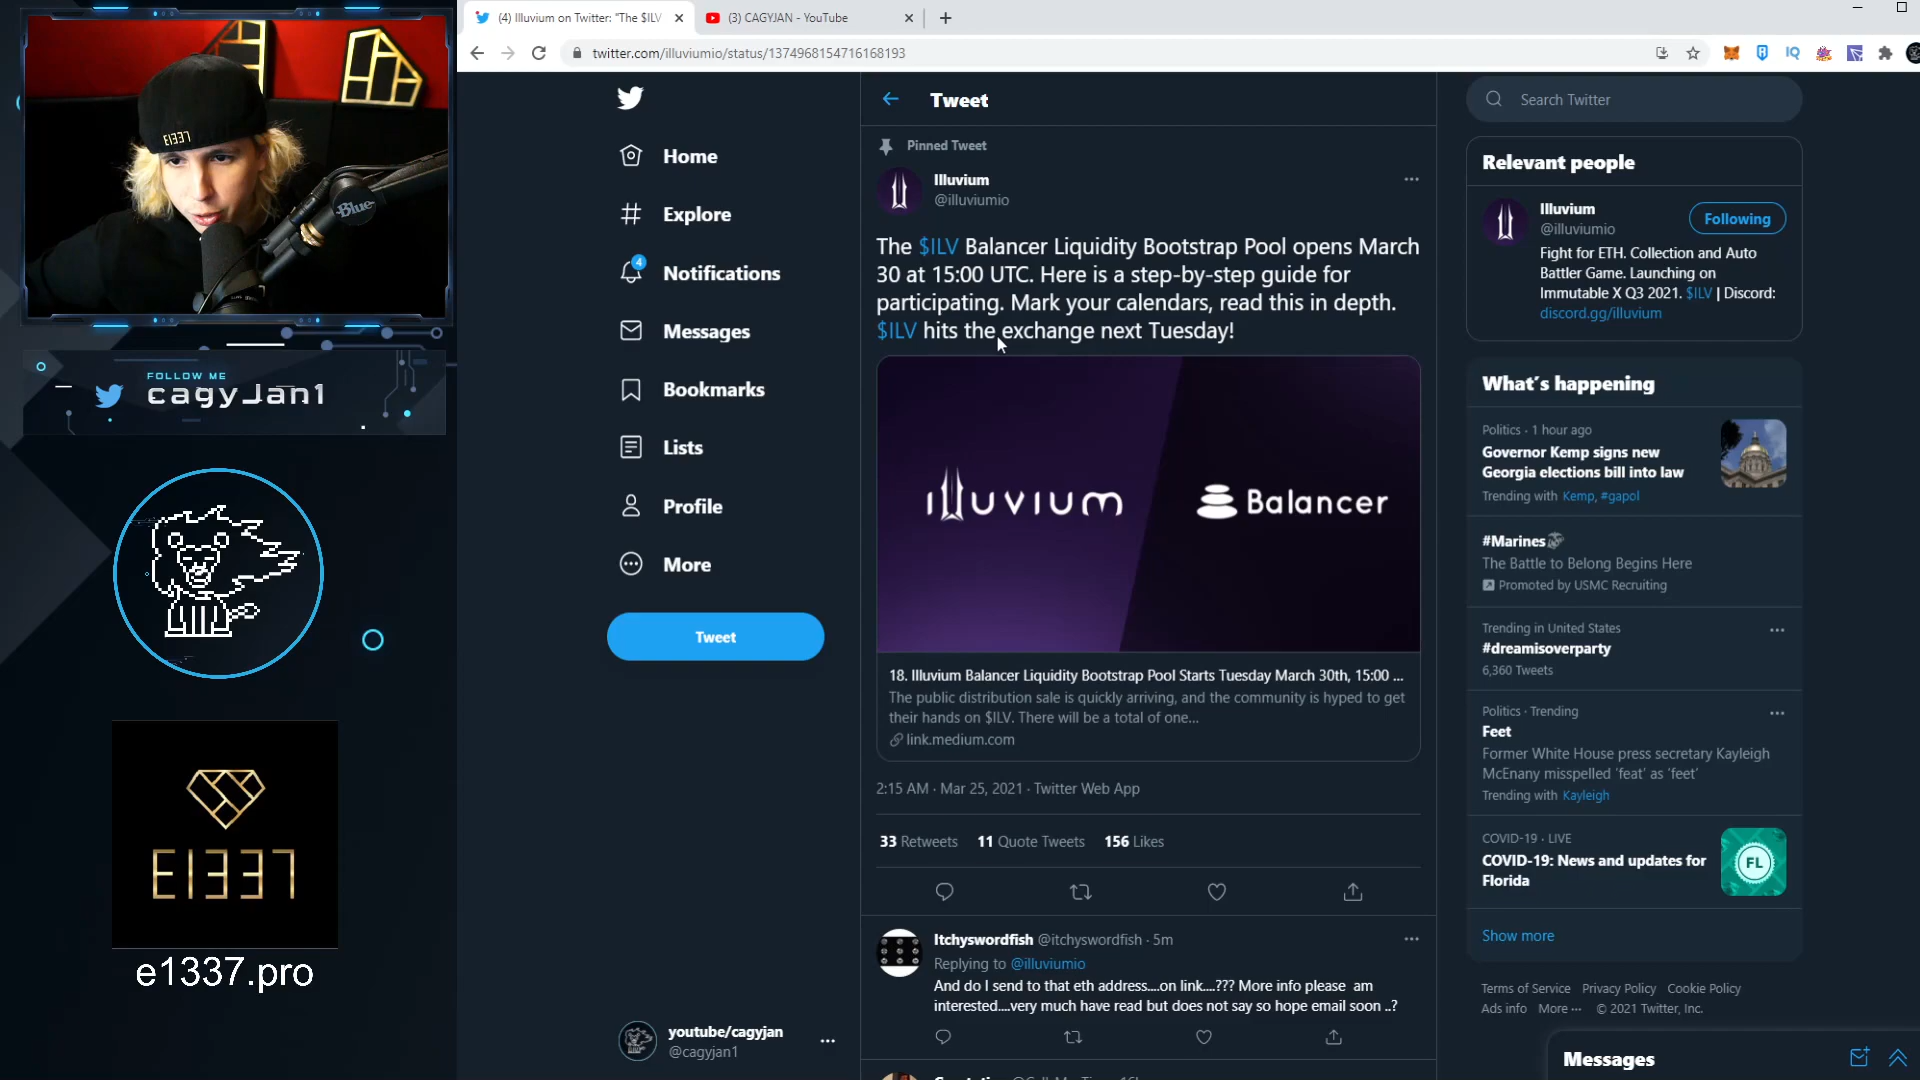 (4) Illuvium on Twitter: "The $ILV
(3) CAGYJAN - YouTube
twitter.com/illuviumio/status/1374968154716168193
E1337
Blue
FOLLOW ME
cagyJan1
E1337
e1337.pro
Home
Explore
4
Notifications
Messages
Bookmarks
Lists
Profile
More
Tweet
youtube/cagyjan
@cagyjan1
Tweet
Pinned Tweet
Illuvium
@illuviumio
The $ILV Balancer Liquidity Bootstrap Pool opens March
30 at 15:00 UTC. Here is a step-by-step guide for
participating. Mark your calendars, read this in depth.
$ILV hits the exchange next Tuesday!
illuvium
Balancer
18. Illuvium Balancer Liquidity Bootstrap Pool Starts Tuesday March 30th, 15:00 ...
The public distribution sale is quickly arriving, and the community is hyped to get
their hands on $ILV. There will be a total of one...
link.medium.com
2:15 AM · Mar 25, 2021 · Twitter Web App
33 Retweets 11 Quote Tweets 156 Likes
Itchyswordfish @itchyswordfish · 5m
Replying to @illuviumio
And do I send to that eth address....on link....??? More info please am
interested....very much have read but does not say so hope email soon ..?
Search Twitter
Relevant people
Illuvium
@illuviumio
Following
Fight for ETH. Collection and Auto
Battler Game. Launching on
Immutable X Q3 2021. $ILV | Discord:
discord.gg/illuvium
What's happening
Politics · 1 hour ago
Governor Kemp signs new
Georgia elections bill into law
Trending with Kemp, #gapol
#Marines
The Battle to Belong Begins Here
Promoted by USMC Recruiting
Trending in United States
#dreamisoverparty
6,360 Tweets
Politics · Trending
Feet
Former White House press secretary Kayleigh
McEnany misspelled 'feat' as 'feet'
Trending with Kayleigh
COVID-19 · LIVE
COVID-19: News and updates for
Florida
FL
Show more
Terms of Service Privacy Policy Cookie Policy
Ads info More ··· © 2021 Twitter, Inc.
Messages